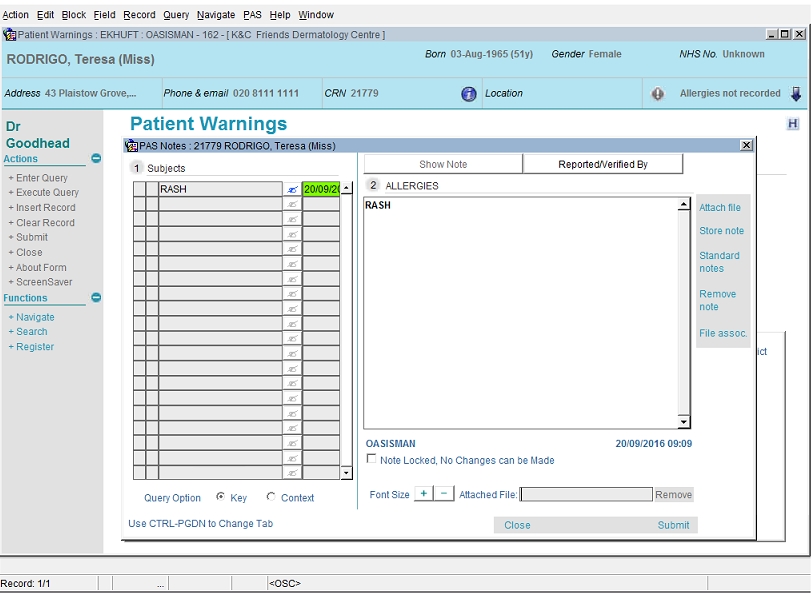 Action Edit Block Field Record Query Navigate PAS Help Window
Patient Warnings : EKHUFT : OASISMAN - 162 - [ K&C Friends Dermatology Centre ]
RODRIGO, Teresa (Miss)
Born 03-Aug-1965 (51y) Gender Female NHS No. Unknown
Address 43 Plaistow Grove,... Phone & email 020 8111 1111 CRN 21779 Location Allergies not recorded
Dr
Goodhead
Patient Warnings
H
Actions
+ Enter Query
+ Execute Query
+ Insert Record
+ Clear Record
+ Submit
+ Close
+ About Form
+ ScreenSaver
Functions
+ Navigate
+ Search
+ Register
PAS Notes : 21779 RODRIGO, Teresa (Miss)
1 Subjects
RASH 20/09/20
Query Option Key Context
Use CTRL-PGDN to Change Tab
Show Note Reported/Verified By
2 ALLERGIES
RASH
Attach file
Store note
Standard
notes
Remove
note
File assoc.
ict
OASISMAN 20/09/2016 09:09
Note Locked, No Changes can be Made
Font Size + − Attached File: Remove
Close Submit
Record: 1/1 ... <OSC>